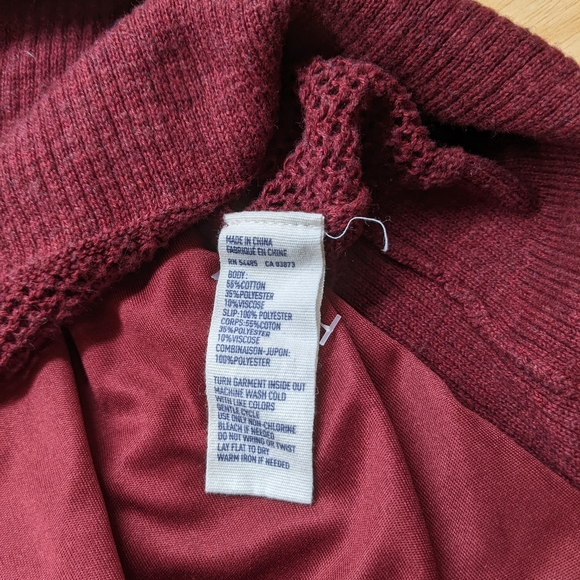 MADE IN CHINA
FABRIQUE EN CHINE
RN 54485 CA 03073
BODY:
55%COTTON
35%POLYESTER
10%VISCOSE
SLIP:100% POLYESTER
CORPS:55%COTON
35%POLYESTER
10%VISCOSE
COMBINAISON-JUPON:
100%POLYESTER
TURN GARMENT INSIDE OUT
MACHINE WASH COLD
WITH LIKE COLORS
GENTLE CYCLE
USE ONLY NON-CHLORINE
BLEACH IF NEEDED
DO NOT WRING OR TWIST
LAY FLAT TO DRY
WARM IRON IF NEEDED